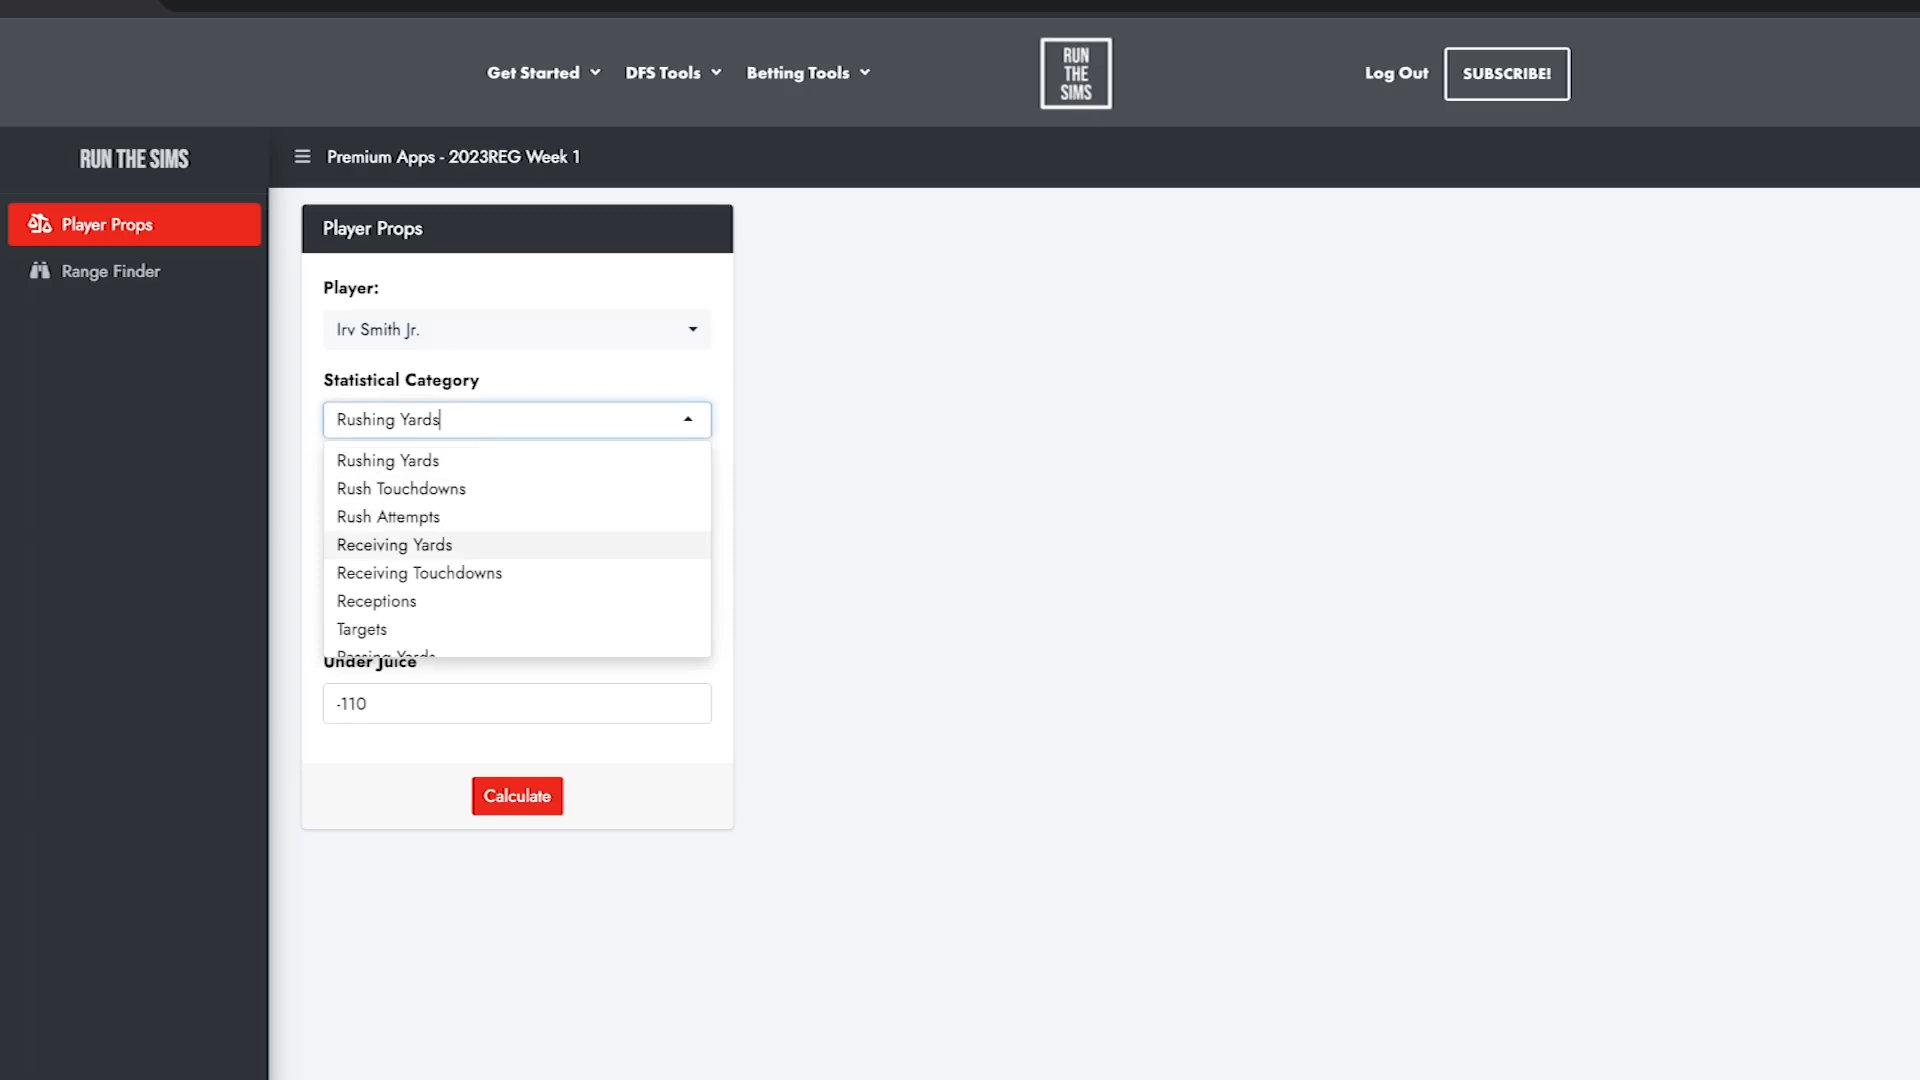 Get Started
DFS Tools
Betting Tools
RUN
THE
SIMS
Log Out
SUBSCRIBE!
RUN THE SIMS
Premium Apps - 2023REG Week 1
Player Props
Range Finder
Player Props
Player:
Irv Smith Jr.
Statistical Category
Rushing Yards
Rushing Yards
Rush Touchdowns
Rush Attempts
Receiving Yards
Receiving Touchdowns
Receptions
Targets
Passing Yards
Under Juice
-110
Calculate